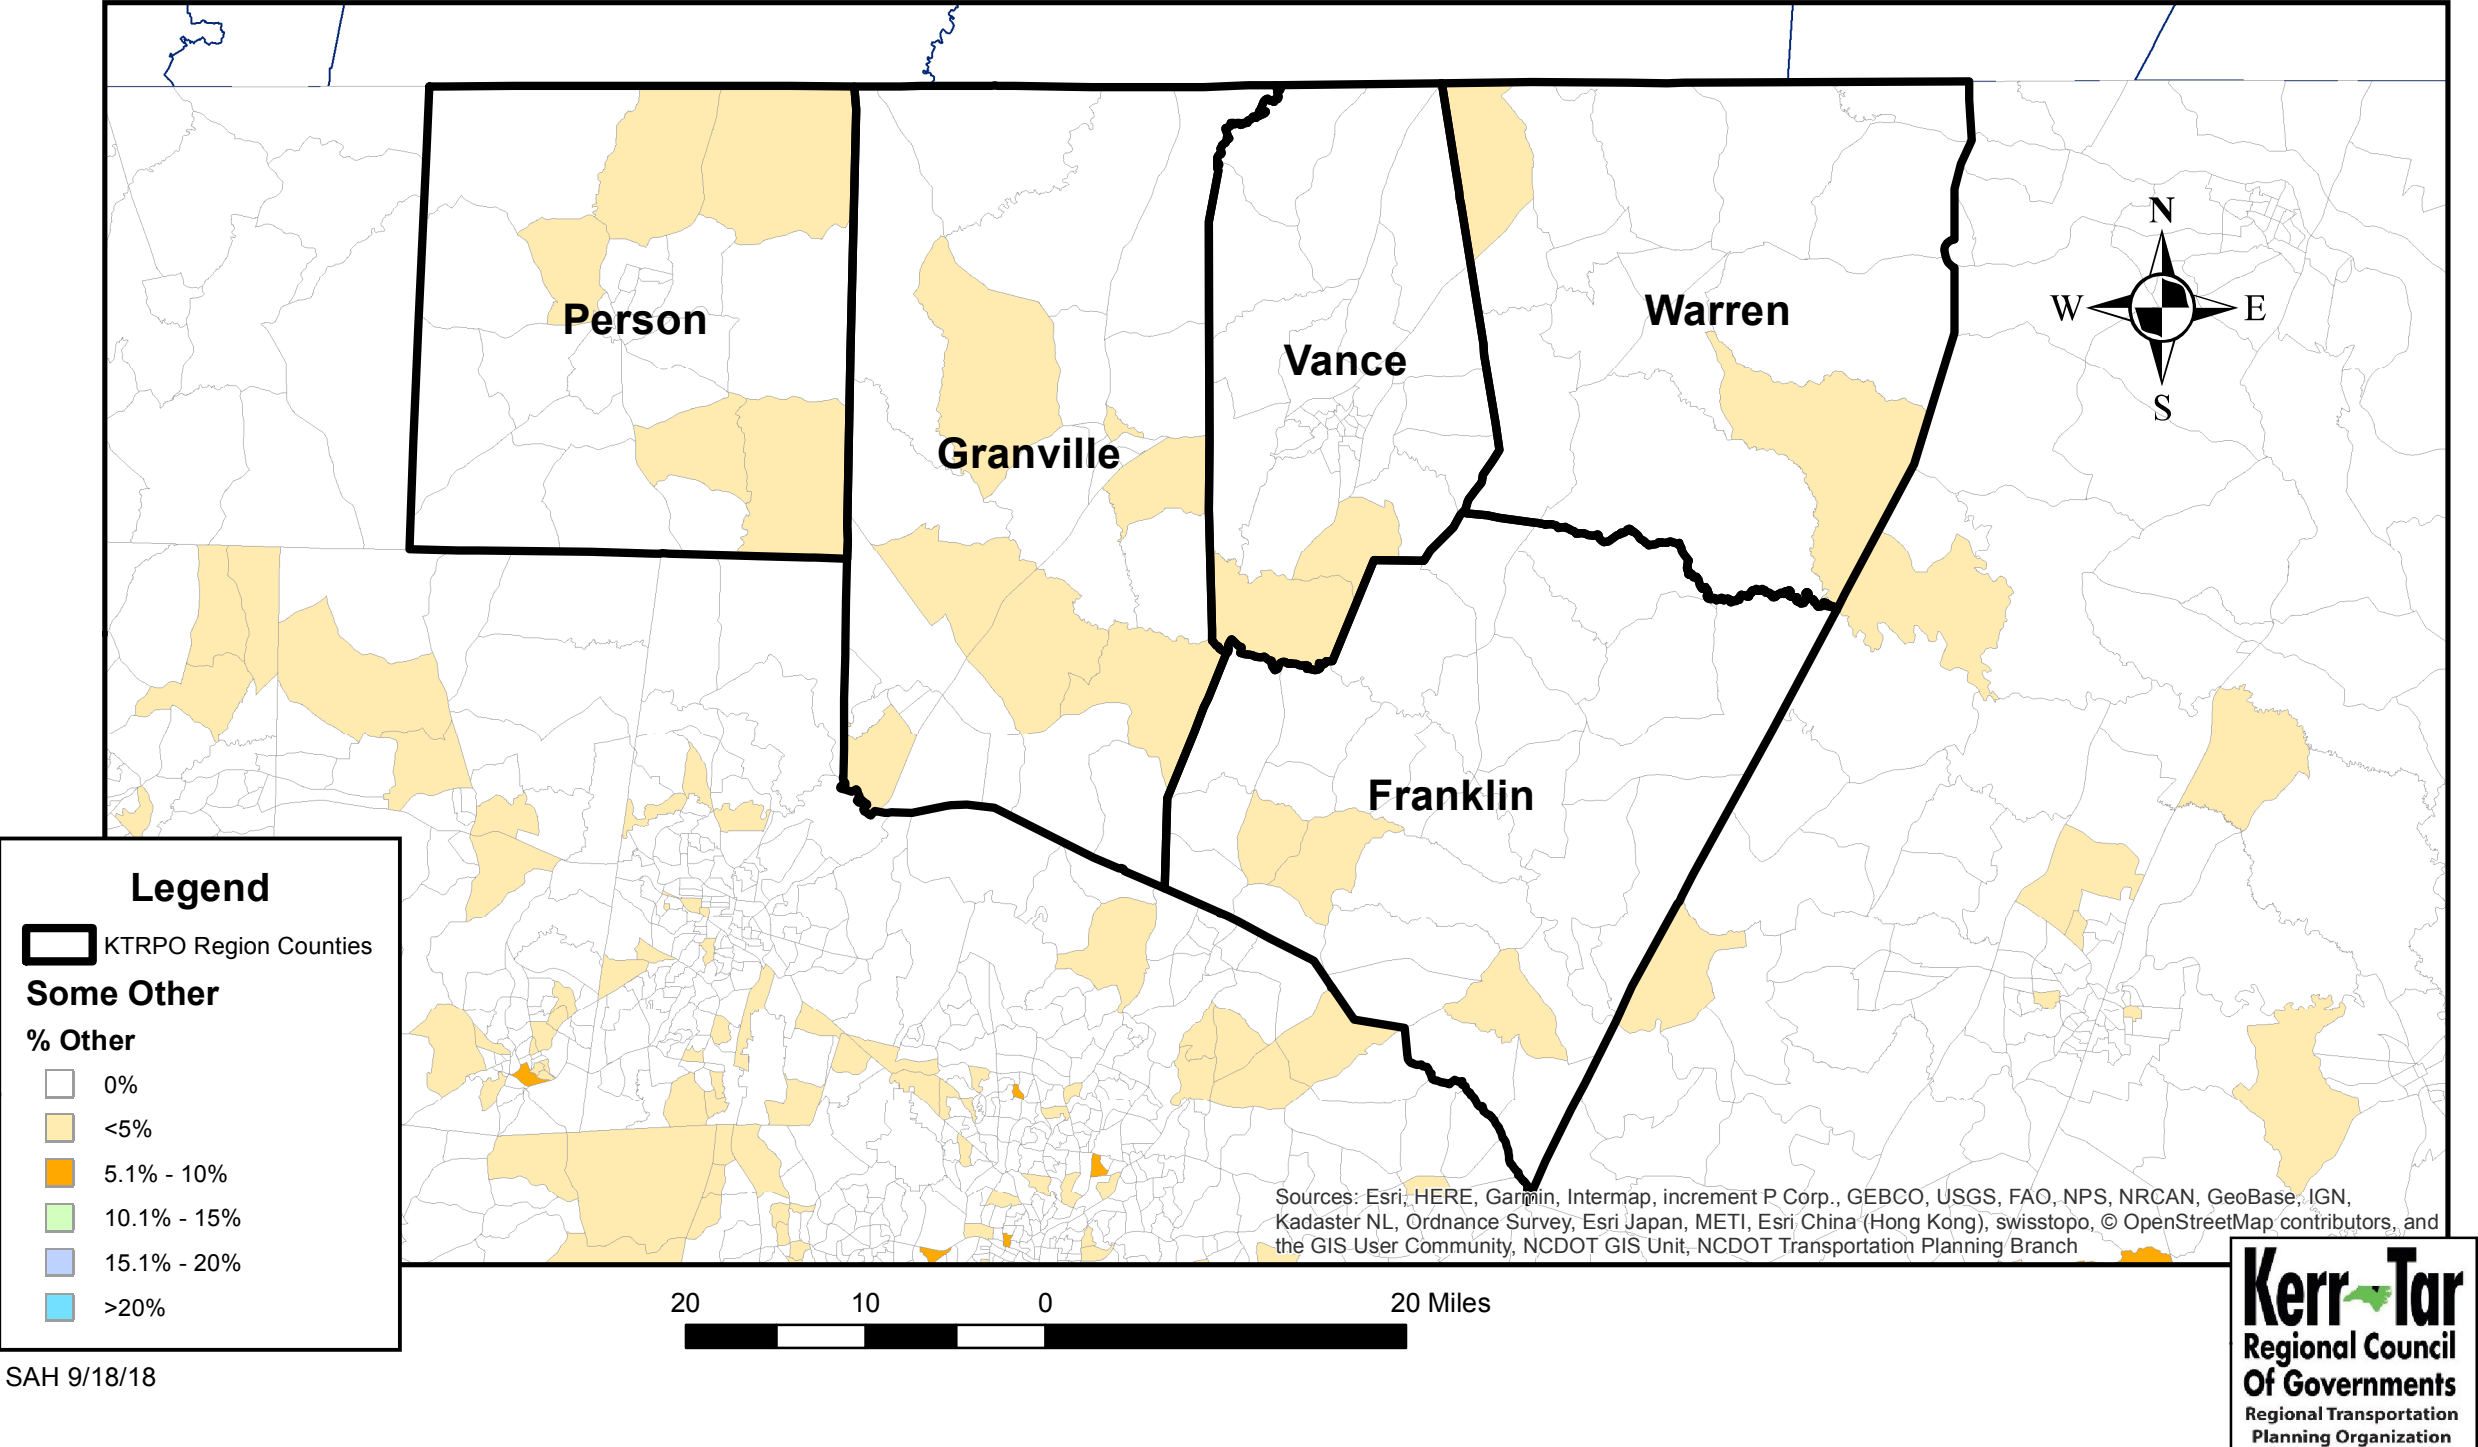 N
W E
S
Person
Warren
Vance
Granville
Franklin
Legend
KTRPO Region Counties
Some Other
% Other
0%
<5%
5.1% - 10%
10.1% - 15%
15.1% - 20%
>20%
Sources: Esri, HERE, Garmin, Intermap, increment P Corp., GEBCO, USGS, FAO, NPS, NRCAN, GeoBase, IGN,
Kadaster NL, Ordnance Survey, Esri Japan, METI, Esri China (Hong Kong), swisstopo, © OpenStreetMap contributors, and
the GIS User Community, NCDOT GIS Unit, NCDOT Transportation Planning Branch
20 10 0 20 Miles
SAH 9/18/18
Kerr Tar
Regional Council
Of Governments
Regional Transportation
Planning Organization